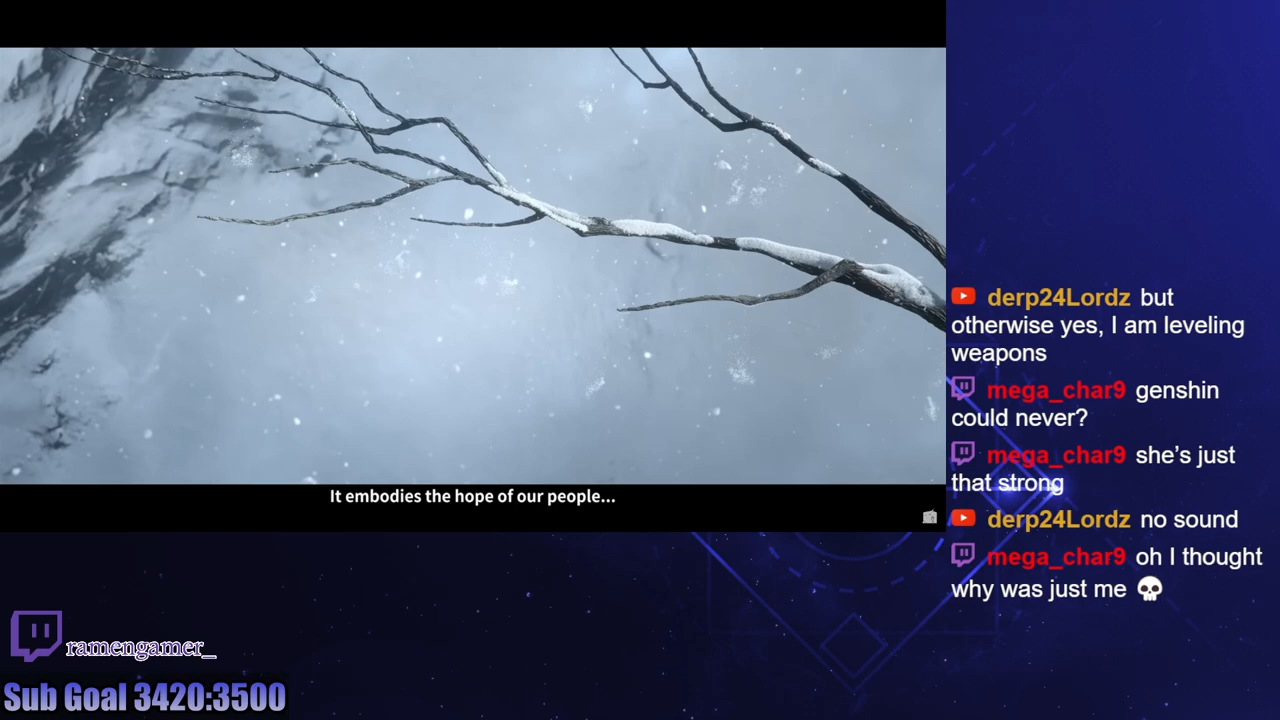 It embodies the hope of our people...
derp24Lordz but
otherwise yes, I am leveling
weapons
mega_char9 genshin
could never?
mega_char9 she's just
that strong
derp24Lordz no sound
mega_char9 oh I thought
why was just me 💀
ramengamer_
Sub Goal 3420:3500